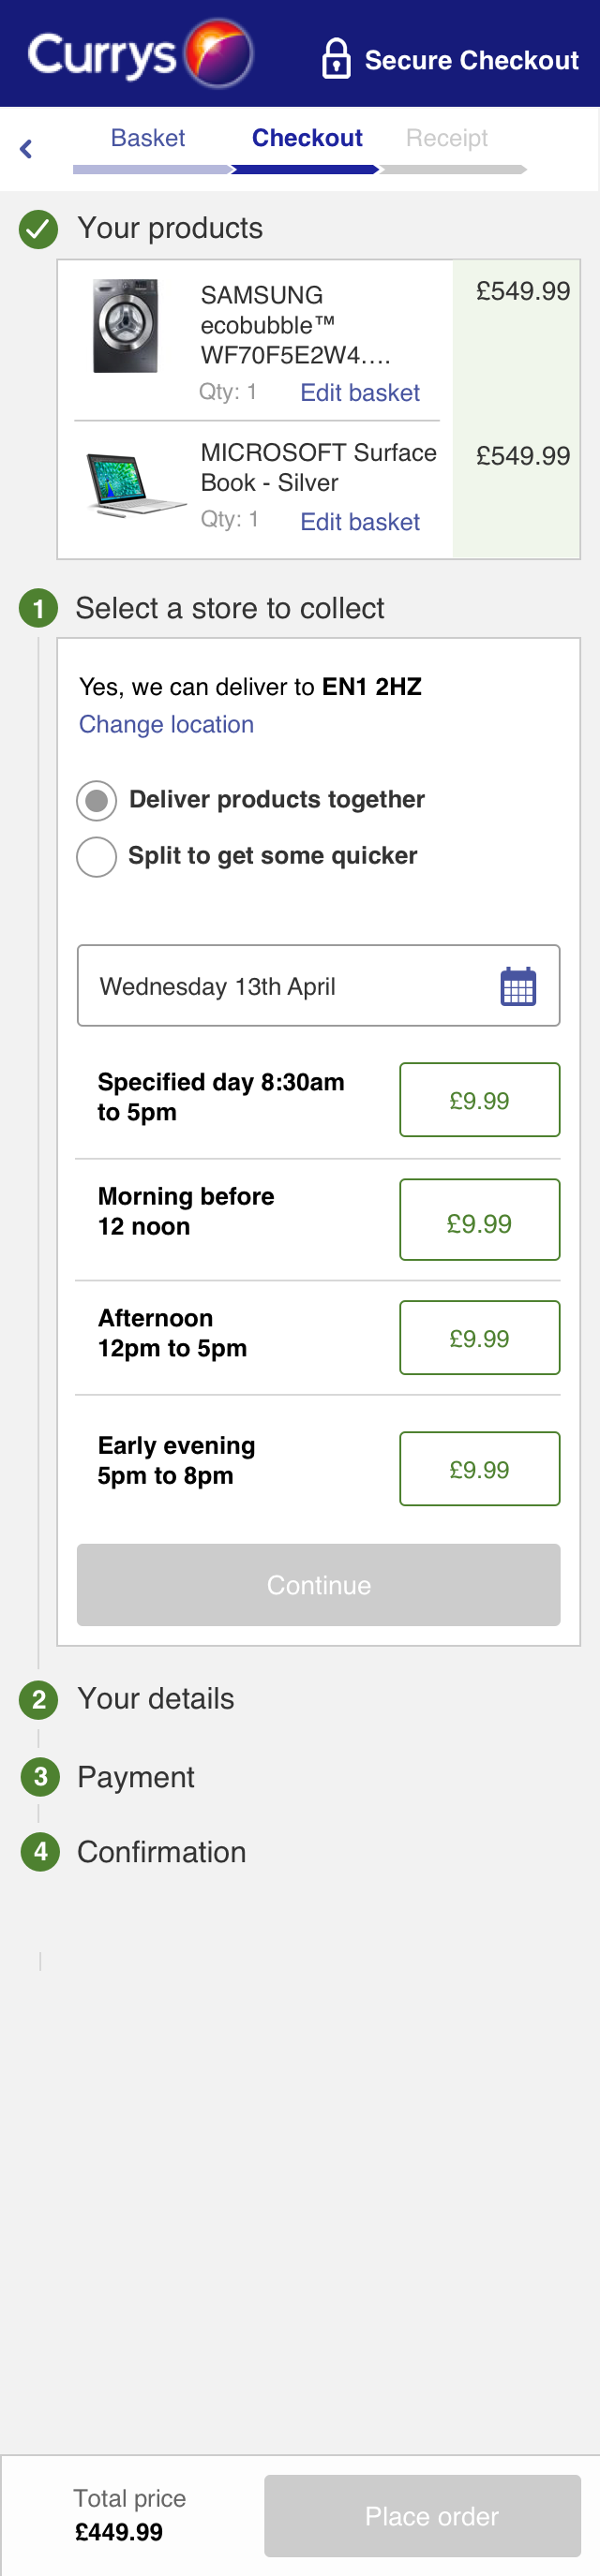 Currys
Secure Checkout
Basket
Checkout
Receipt
Your products
SAMSUNG
ecobubble™
WF70F5E2W4....
£549.99
Qty: 1
Edit basket
MICROSOFT Surface
Book - Silver
£549.99
Qty: 1
Edit basket
1
Select a store to collect
Yes, we can deliver to EN1 2HZ
Change location
Deliver products together
Split to get some quicker
Wednesday 13th April
Specified day 8:30am
to 5pm
£9.99
Morning before
12 noon
£9.99
Afternoon
12pm to 5pm
£9.99
Early evening
5pm to 8pm
£9.99
Continue
2
Your details
3
Payment
4
Confirmation
Total price
£449.99
Place order